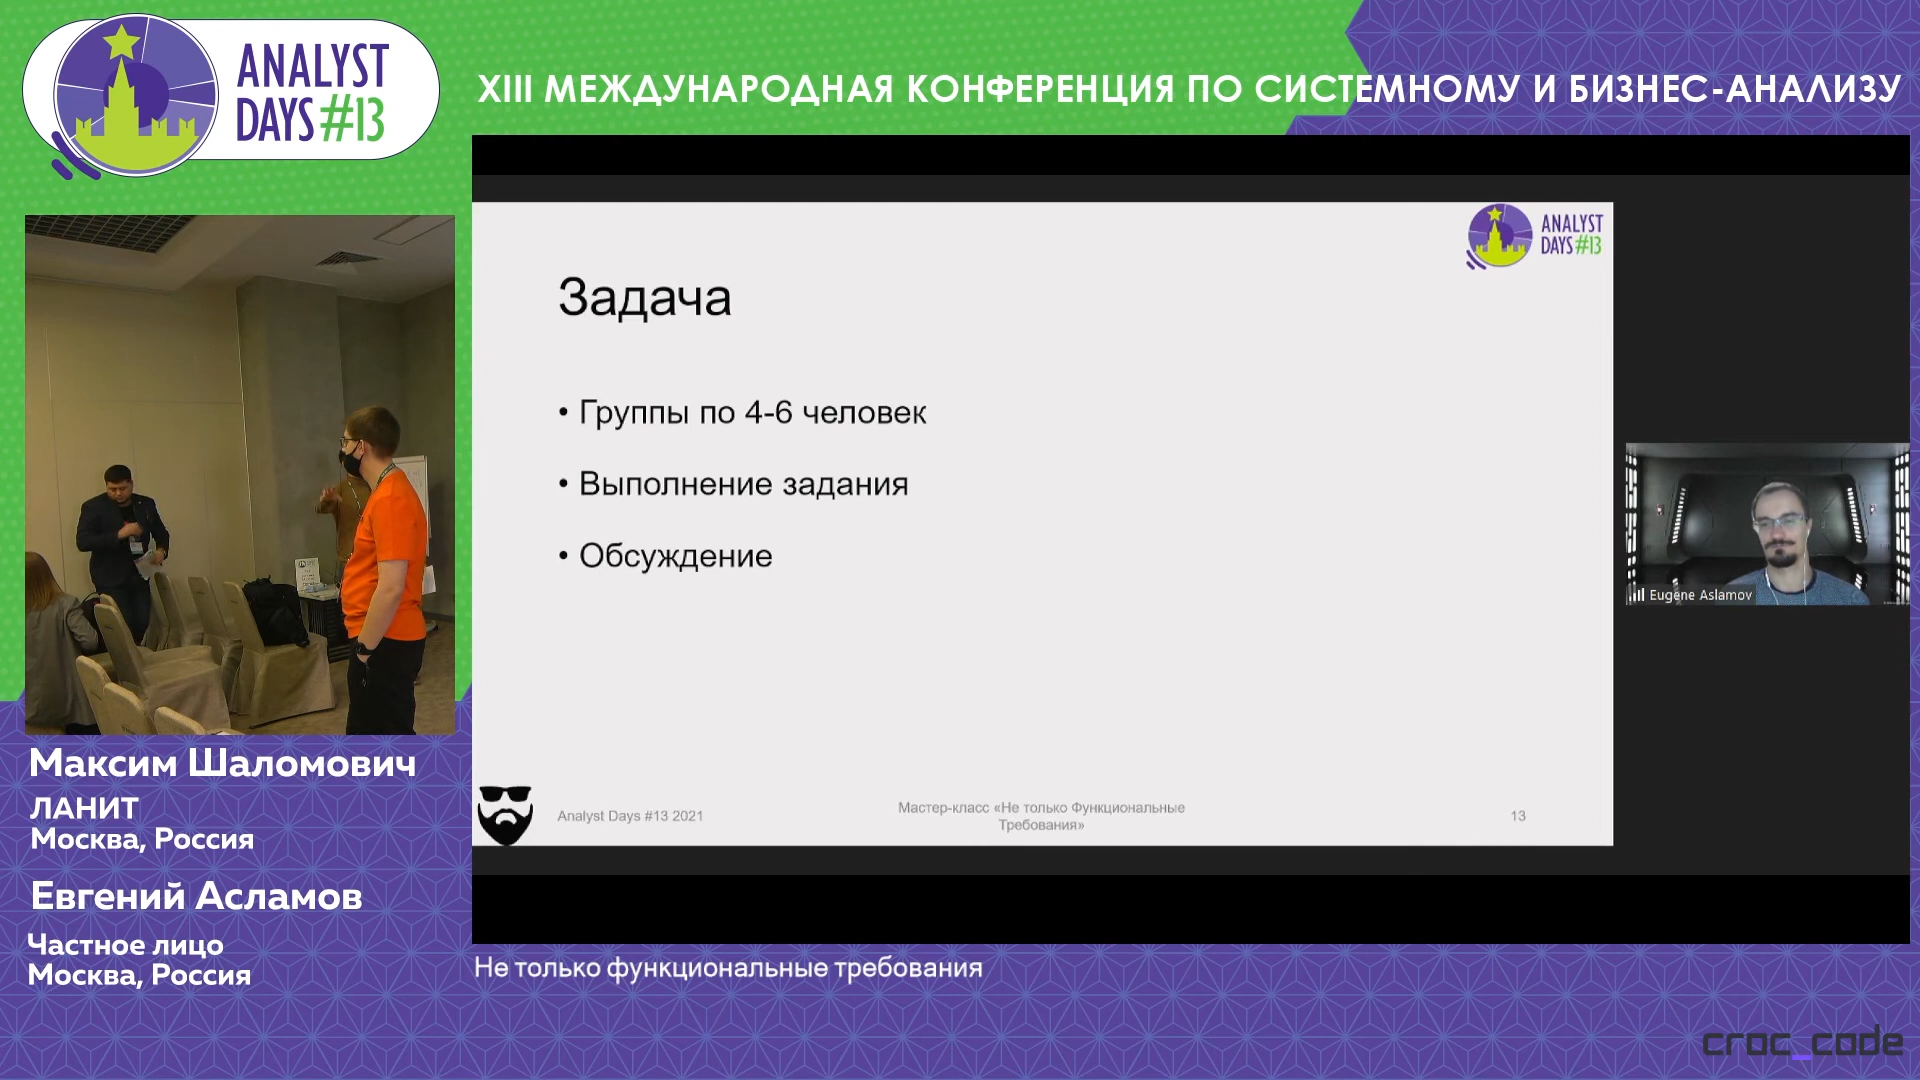 ANALYST
DAYS #13
XIII МЕЖДУНАРОДНАЯ КОНФЕРЕНЦИЯ ПО СИСТЕМНОМУ И БИЗНЕС-АНАЛИЗУ
ANALYST
DAYS #13
Задача
• Группы по 4-6 человек
• Выполнение задания
• Обсуждение
Analyst Days #13 2021
Мастер-класс «Не только Функциональные
Требования»
13
Eugene Aslamov
Максим Шаломович
ЛАНИТ
Москва, Россия
Евгений Асламов
Частное лицо
Москва, Россия
Не только функциональные требования
croc_code